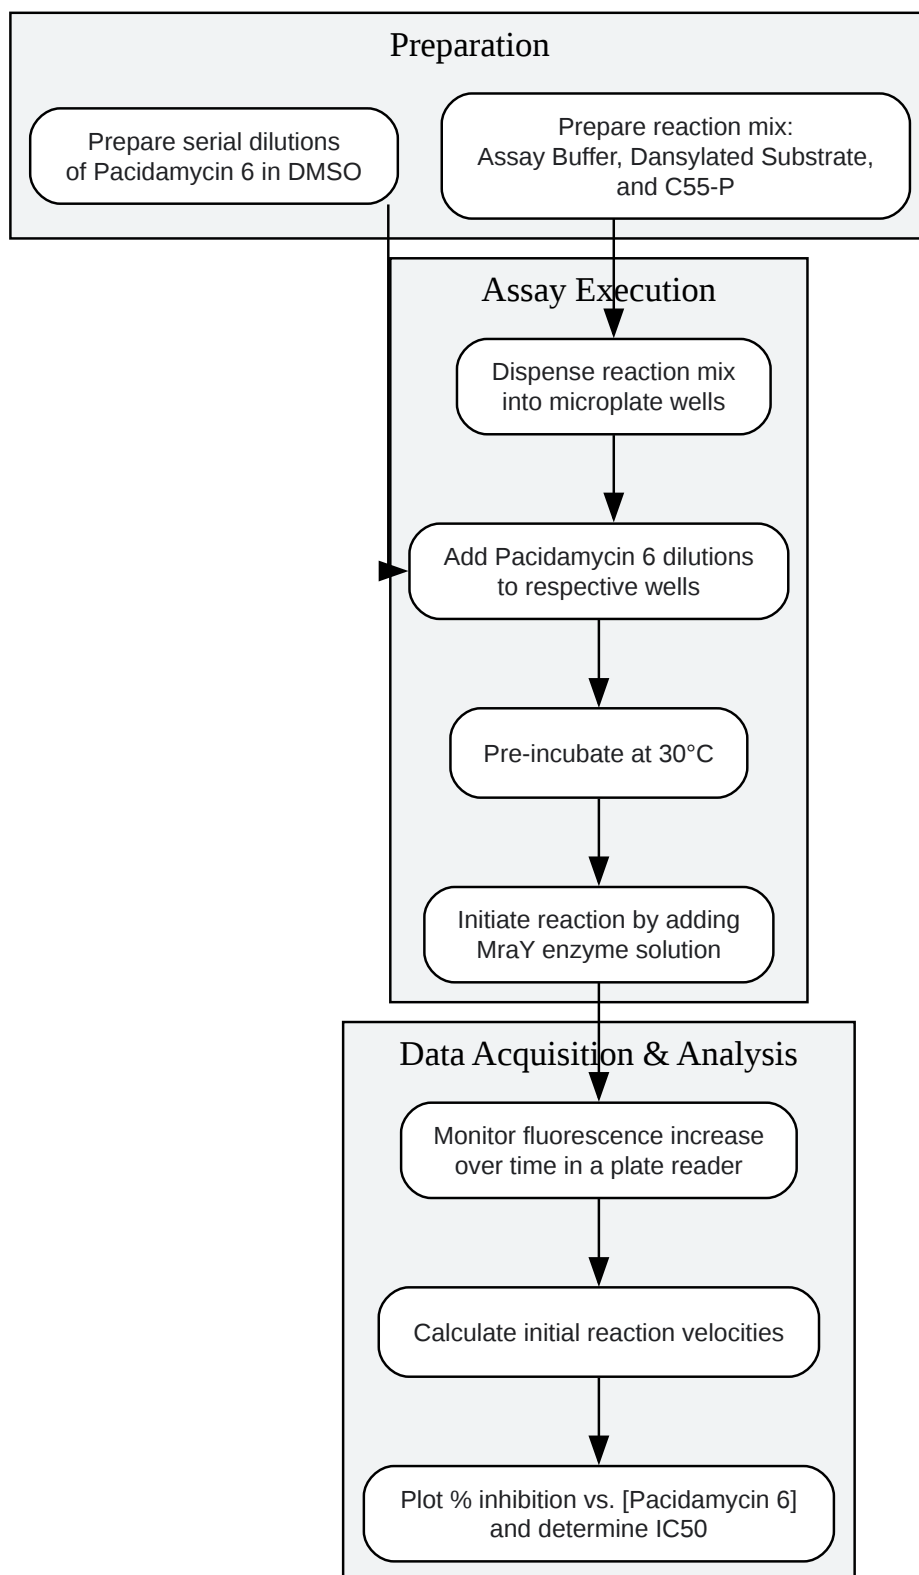 Preparation
Prepare serial dilutions
of Pacidamycin 6 in DMSO
Prepare reaction mix:
Assay Buffer, Dansylated Substrate,
and C55-P
Assay Execution
Dispense reaction mix
into microplate wells
Add Pacidamycin 6 dilutions
to respective wells
Pre-incubate at 30°C
Initiate reaction by adding
MraY enzyme solution
Data Acquisition & Analysis
Monitor fluorescence increase
over time in a plate reader
Calculate initial reaction velocities
Plot % inhibition vs. [Pacidamycin 6]
and determine IC50